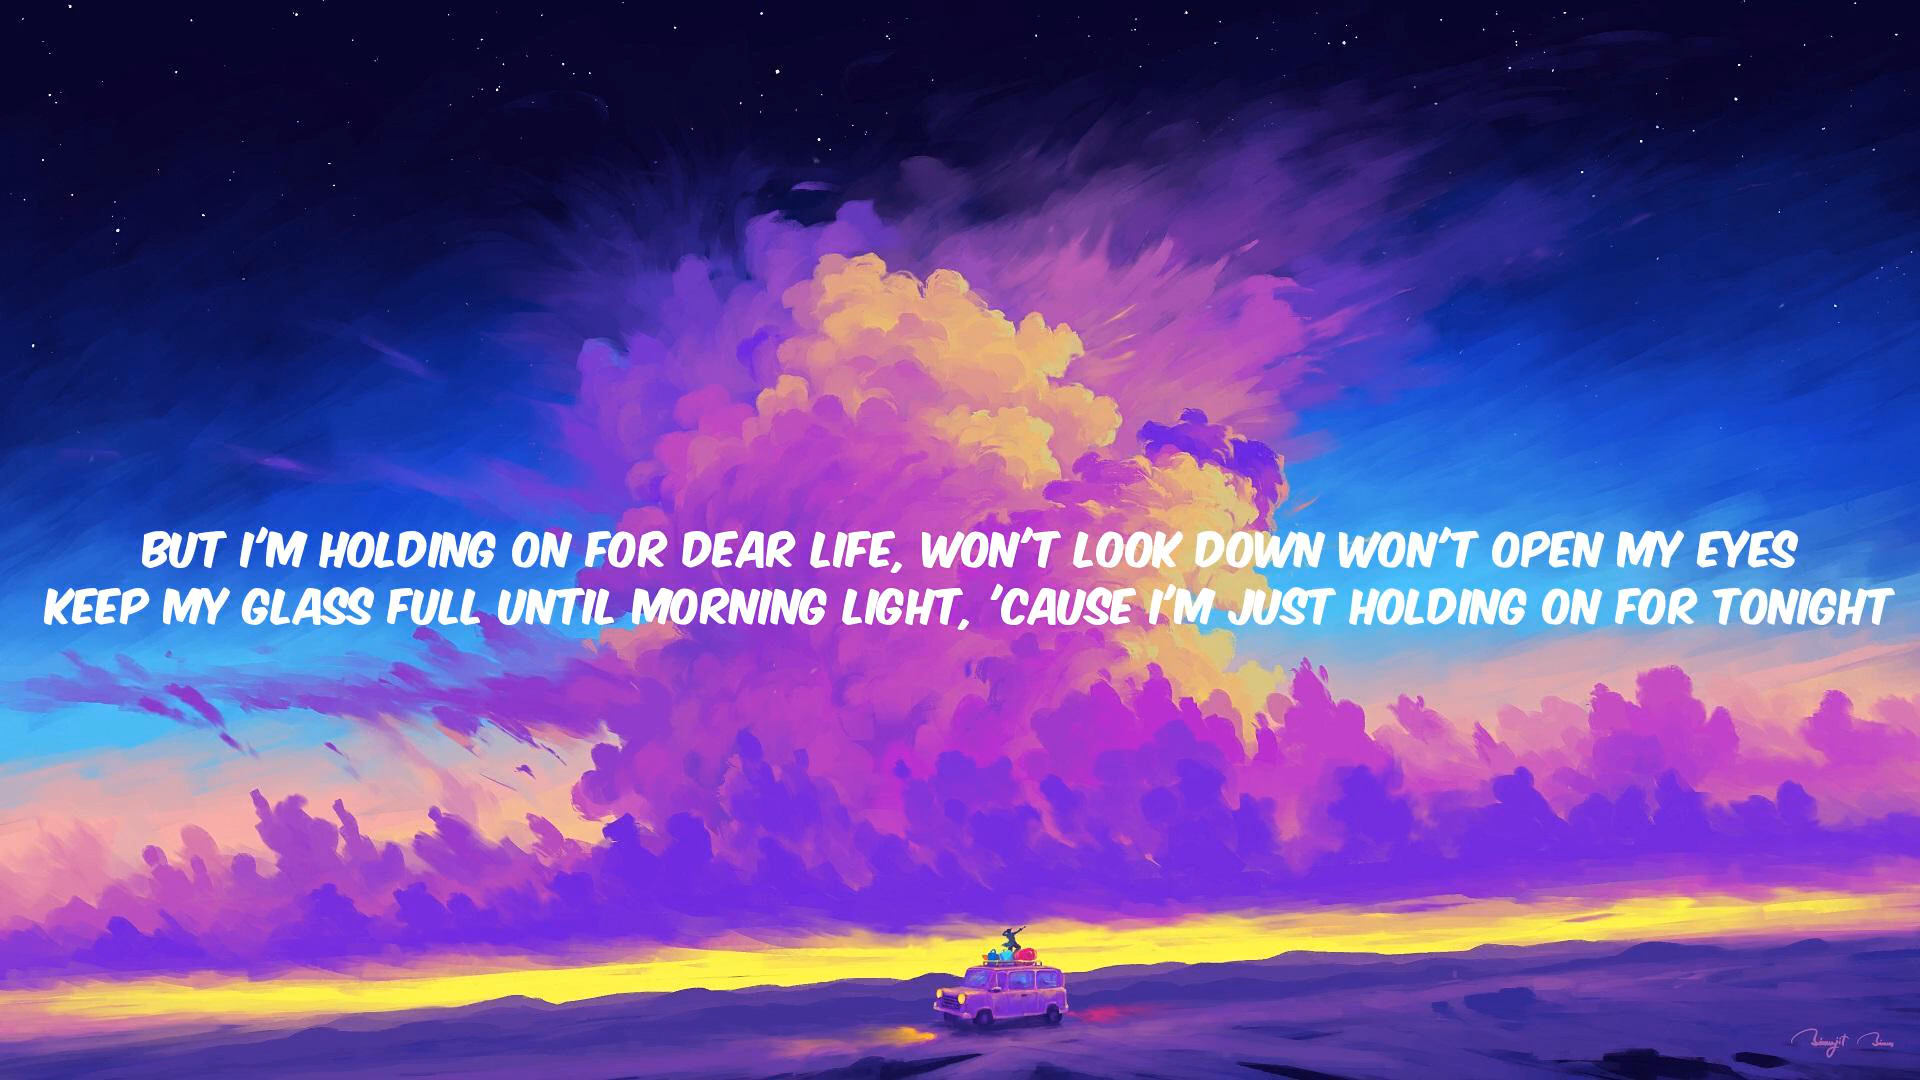 BUT I'M HOLDING ON FOR DEAR LIFE, WON'T LOOK DOWN WON'T OPEN MY EYES
KEEP MY GLASS FULL UNTIL MORNING LIGHT, 'CAUSE I'M JUST HOLDING ON FOR TONIGHT